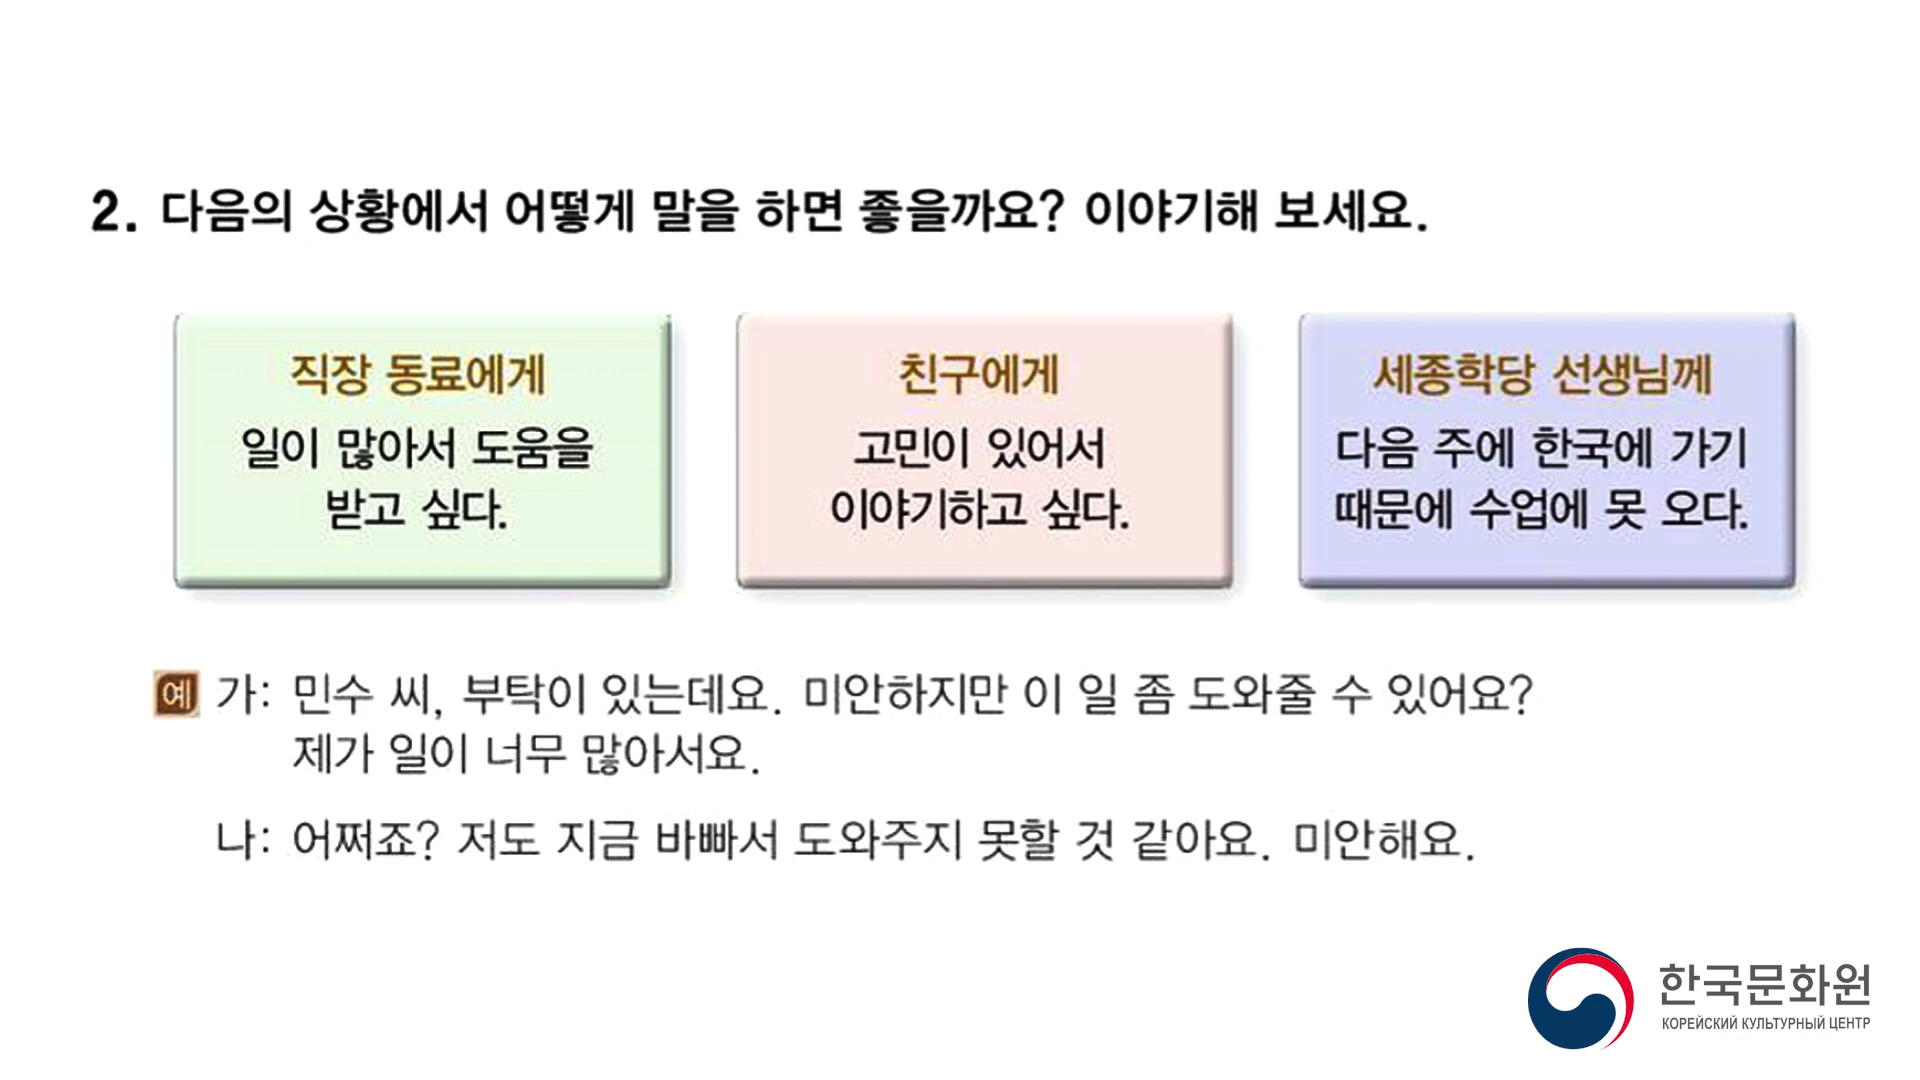 2. 다음의 상황에서 어떻게 말을 하면 좋을까요? 이야기해 보세요.
직장 동료에게
일이 많아서 도움을
받고 싶다.
친구에게
고민이 있어서
이야기하고 싶다.
세종학당 선생님께
다음 주에 한국에 가기
때문에 수업에 못 오다.
예 가: 민수 씨, 부탁이 있는데요. 미안하지만 이 일 좀 도와줄 수 있어요?
제가 일이 너무 많아서요.
나: 어쩌죠? 저도 지금 바빠서 도와주지 못할 것 같아요. 미안해요.
한국문화원
КОРЕЙСКИЙ КУЛЬТУРНЫЙ ЦЕНТР